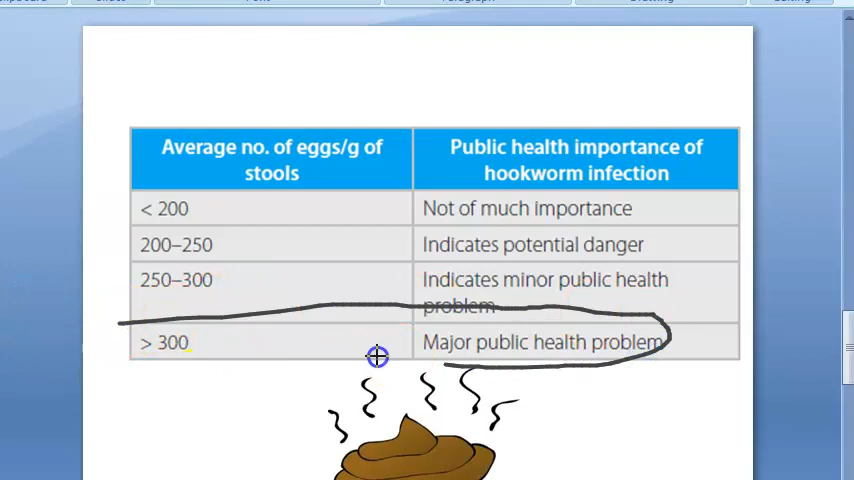 Average no. of eggs/g of
stools
Public health importance of
hookworm infection
< 200
Not of much importance
200–250
Indicates potential danger
250–300
Indicates minor public health
problem
> 300
Major public health problem